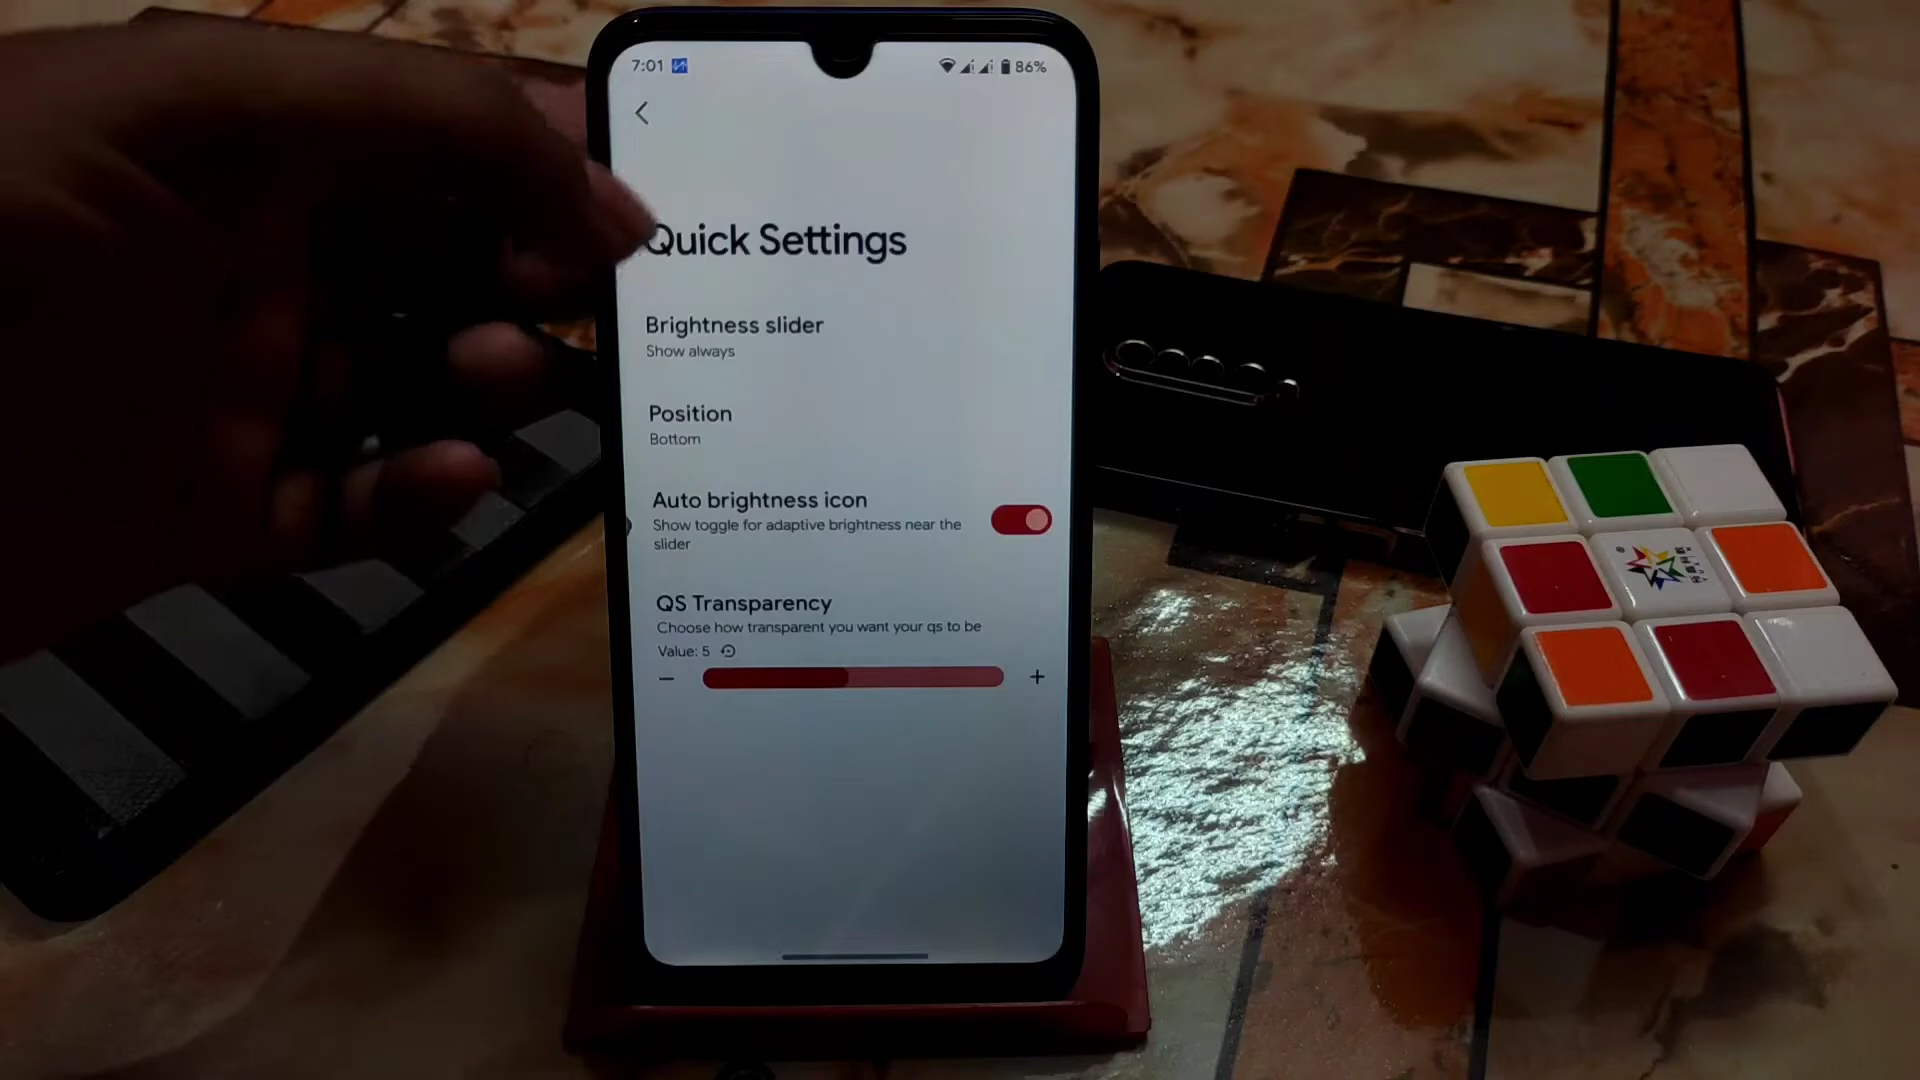 7:01
86%
Quick Settings
Brightness slider
Show always
Position
Bottom
Auto brightness icon
Show toggle for adaptive brightness near the
slider
QS Transparency
Choose how transparent you want your qs to be
Value: 5
− +